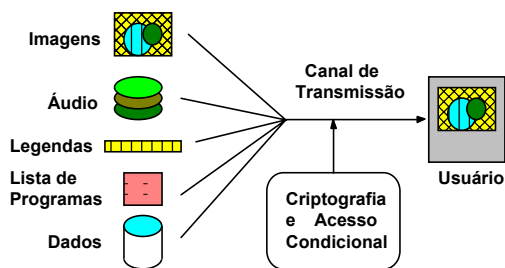 Imagens
Áudio
Legendas
Lista de
Programas
Dados
Canal de
Transmissão
Criptografia
e Acesso
Condicional
Usuário